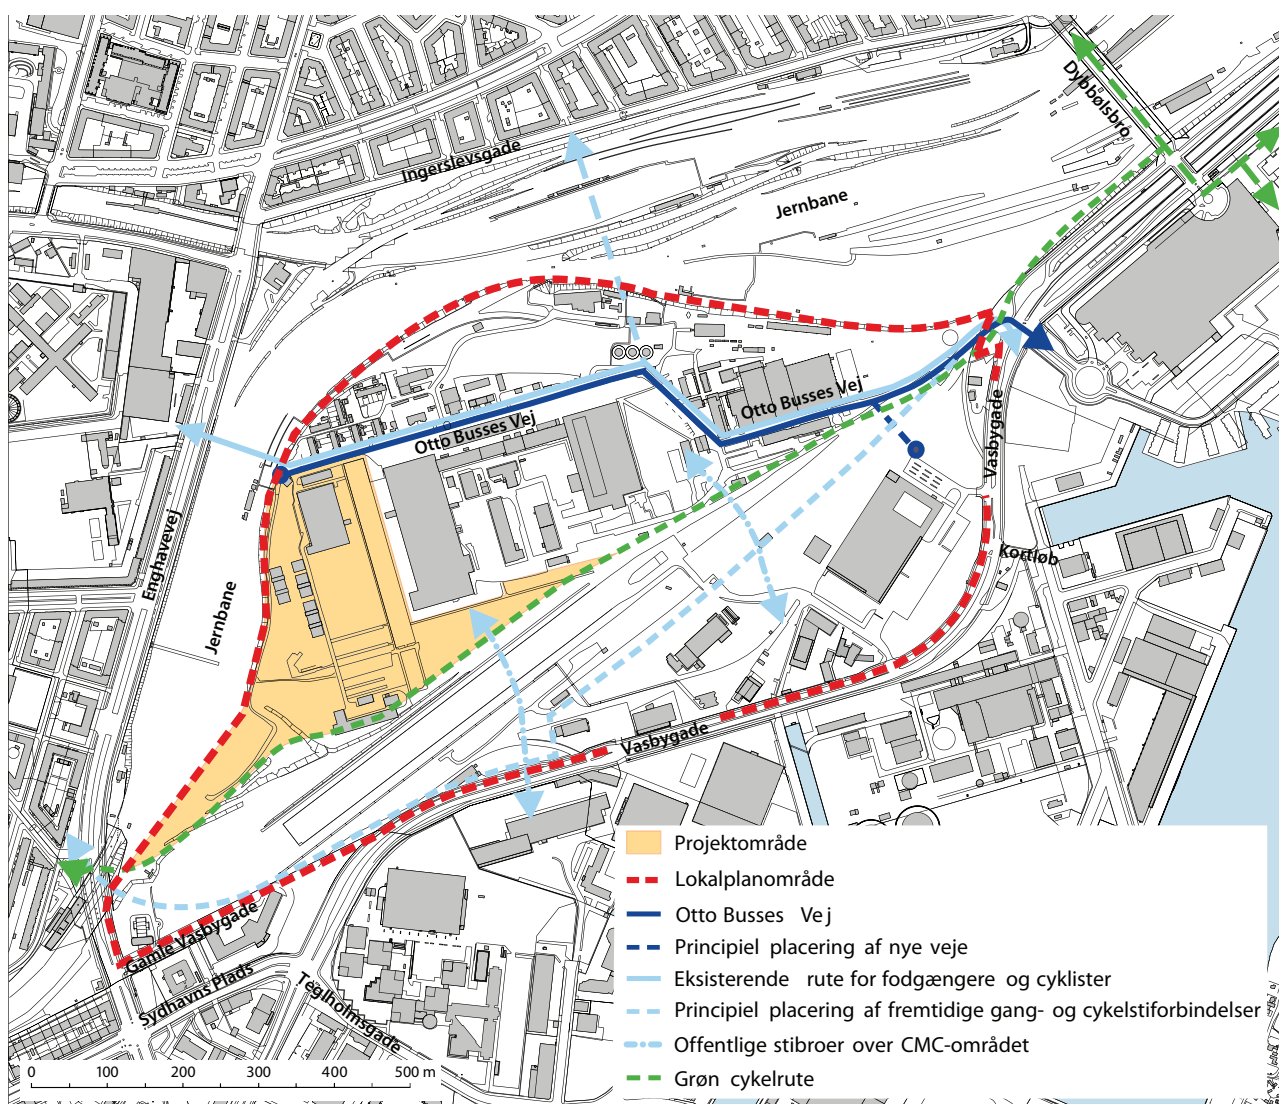 Dybbølsbro
Ingerslevsgade
Jernbane
Otto Busses Vej
Otto Busses Vej
Vasbygade
Enghavevej
Jernbane
Kortløb
Vasbygade
Gamle Vasbygade
Sydhavns Plads
Teglholmsgade
Projektområde
Lokalplanområde
Otto Busses Vej
Principiel placering af nye veje
Eksisterende rute for fodgængere og cyklister
Principiel placering af fremtidige gang- og cykelstiforbindelser
Offentlige stibroer over CMC-området
Grøn cykelrute
0 100 200 300 400 500 m